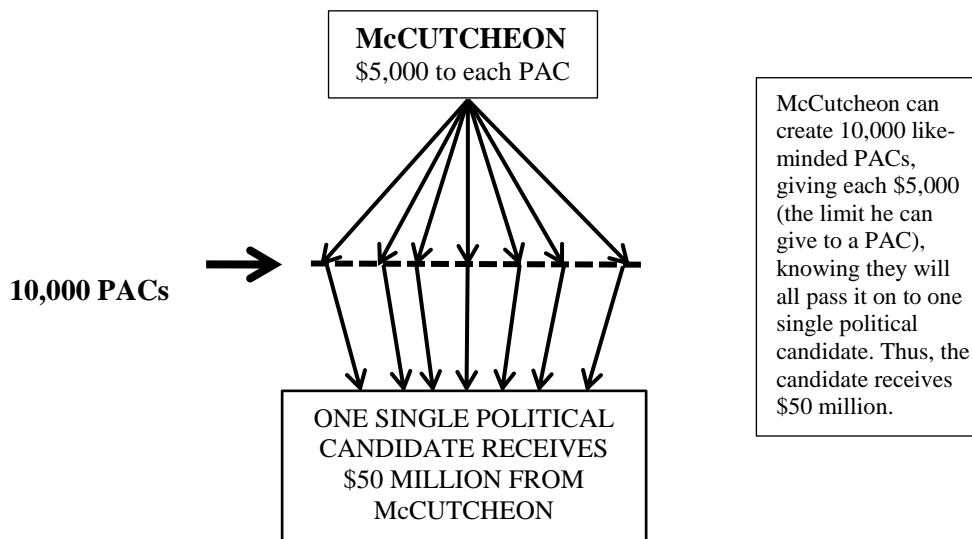 McCUTCHEON
$5,000 to each PAC
McCutcheon can
create 10,000 like-
minded PACs,
giving each $5,000
(the limit he can
give to a PAC),
knowing they will
all pass it on to one
single political
candidate. Thus, the
candidate receives
$50 million.
10,000 PACs
ONE SINGLE POLITICAL
CANDIDATE RECEIVES
$50 MILLION FROM
McCUTCHEON